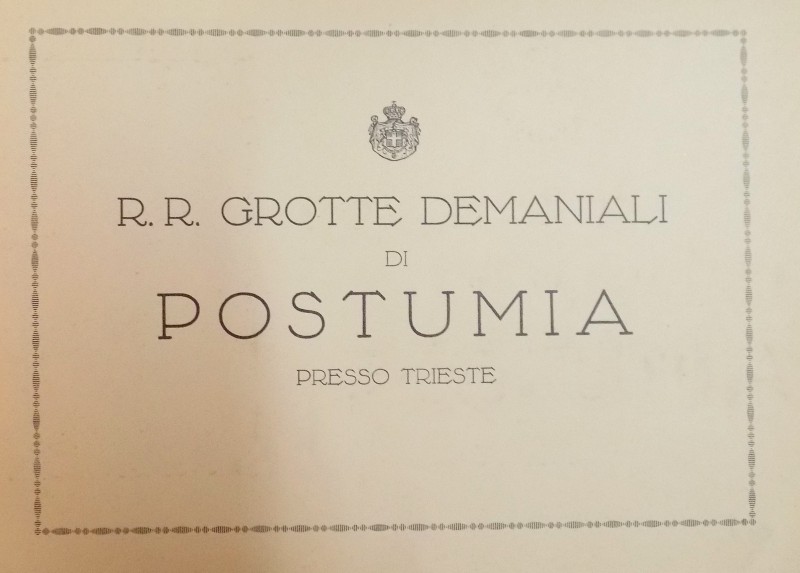 R. R. GROTTE DEMANIALI
DI
POSTUMIA
PRESSO TRIESTE